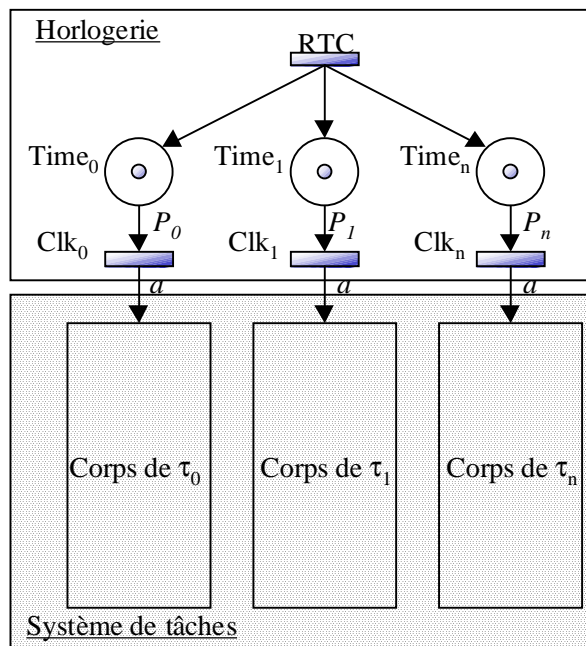 Horlogerie
RTC
Time₀ Time₁ Timeₙ
P₀ P₁ Pₙ
Clk₀ Clk₁ Clkₙ
a a a
Corps de τ₀ Corps de τ₁ Corps de τₙ
Système de tâches